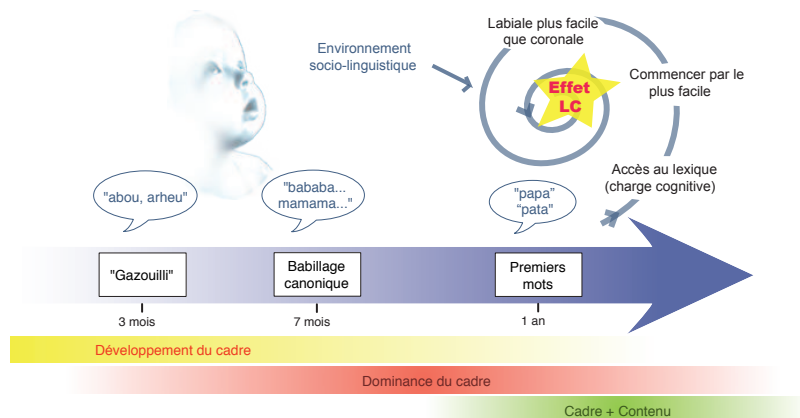 Labiale plus facile
que coronale
Environnement
socio-linguistique
Effet
LC
Commencer par le
plus facile
Accès au lexique
(charge cognitive)
"abou, arheu"
"bababa...
mamama..."
"papa”
“pata”
"Gazouilli"
Babillage
canonique
Premiers
mots
3 mois
7 mois
1 an
Développement du cadre
Dominance du cadre
Cadre + Contenu